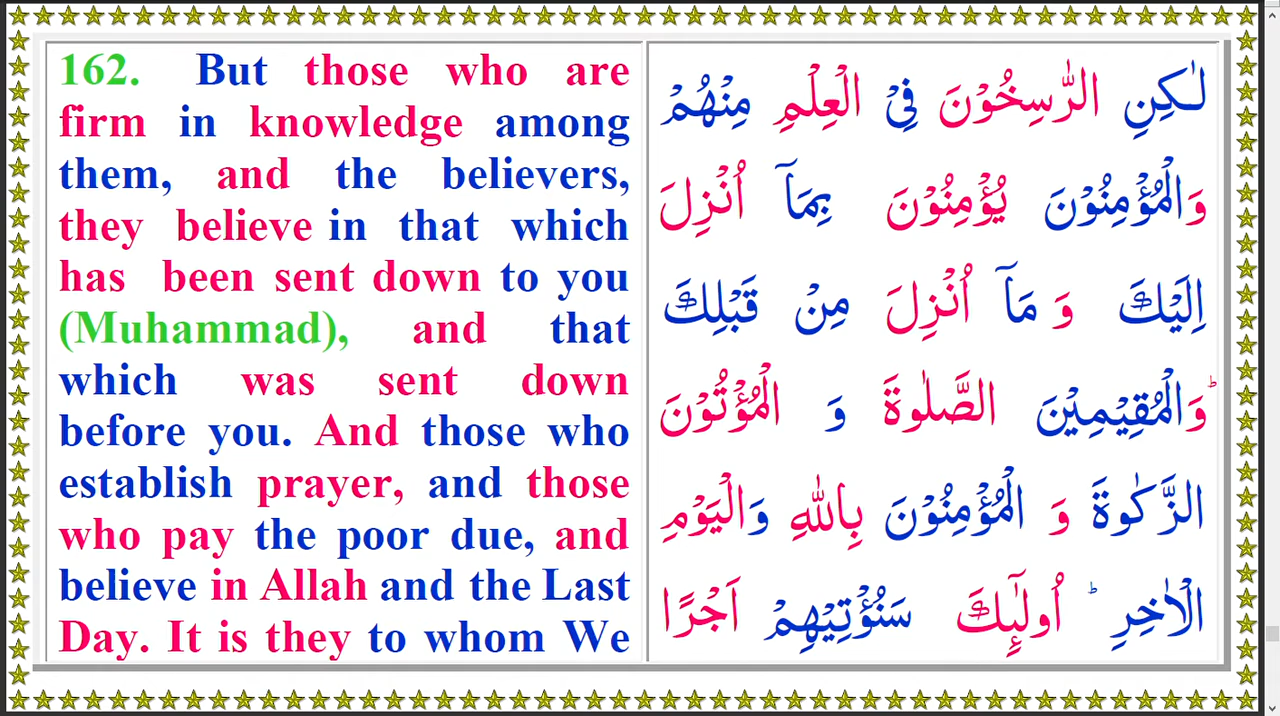 162. But those who are
firm in knowledge among
them, and the believers,
they believe in that which
has been sent down to you
(Muhammad), and that
which was sent down
before you. And those who
establish prayer, and those
who pay the poor due, and
believe in Allah and the Last
Day. It is they to whom We
لٰـكِنِ الرّٰسِخُوْنَ فِىْ الْعِلْمِ مِنْهُمْ
وَالْمُؤْمِنُوْنَ يُؤْمِنُوْنَ بِمَاۤ اُنْزِلَ
اِلَيْكَ وَ مَاۤ اُنْزِلَ مِنْ قَبْلِكَ
ؕ وَالْمُقِيْمِيْنَ الصَّلٰوةَ وَ الْمُؤْتُوْنَ
الزَّكٰوةَ وَ الْمُؤْمِنُوْنَ بِاللّٰهِ وَالْيَوْمِ
الْاٰخِرِ ؕ اُولٰٓٮِٕكَ سَنُؤْتِيْهِمْ اَجْرًا